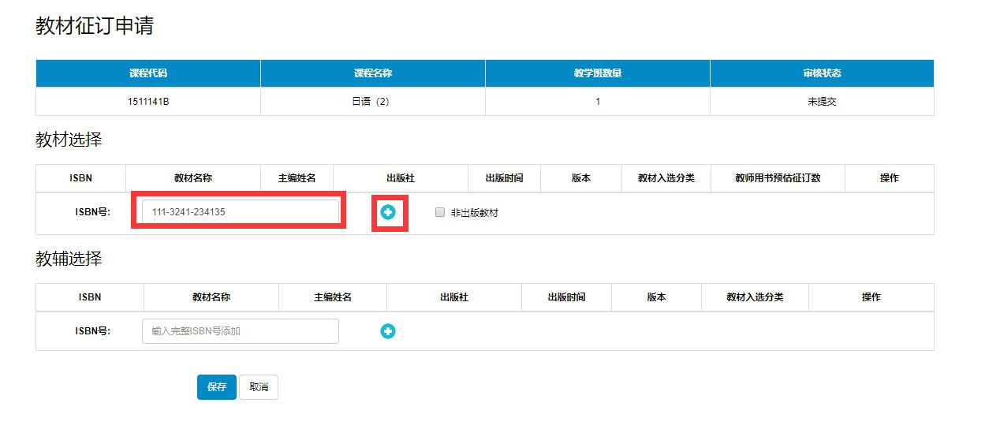 教材征订申请
课程代码 课程名称 教学班数量 审核状态
1511141B 日语（2） 1 未提交
教材选择
ISBN 教材名称 主编姓名 出版社 出版时间 版本 教材入选分类 教师用书预估征订数 操作
ISBN号: 111-3241-234135 非出版教材
教辅选择
ISBN 教材名称 主编姓名 出版社 出版时间 版本 教材入选分类 操作
ISBN号: 输入完整ISBN号添加
保存 取消